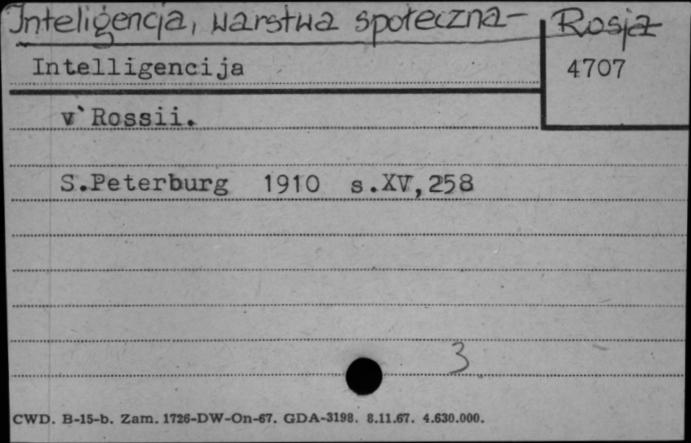 Inteligencja, warstwa społeczna - Rosja
Intelligencija 4707
v`Rossii.
S.Peterburg 1910 s.XV,258
3
CWD. B-15-b. Zam. 1726-DW-On-67. GDA-3198. 8.11.67. 4.630.000.